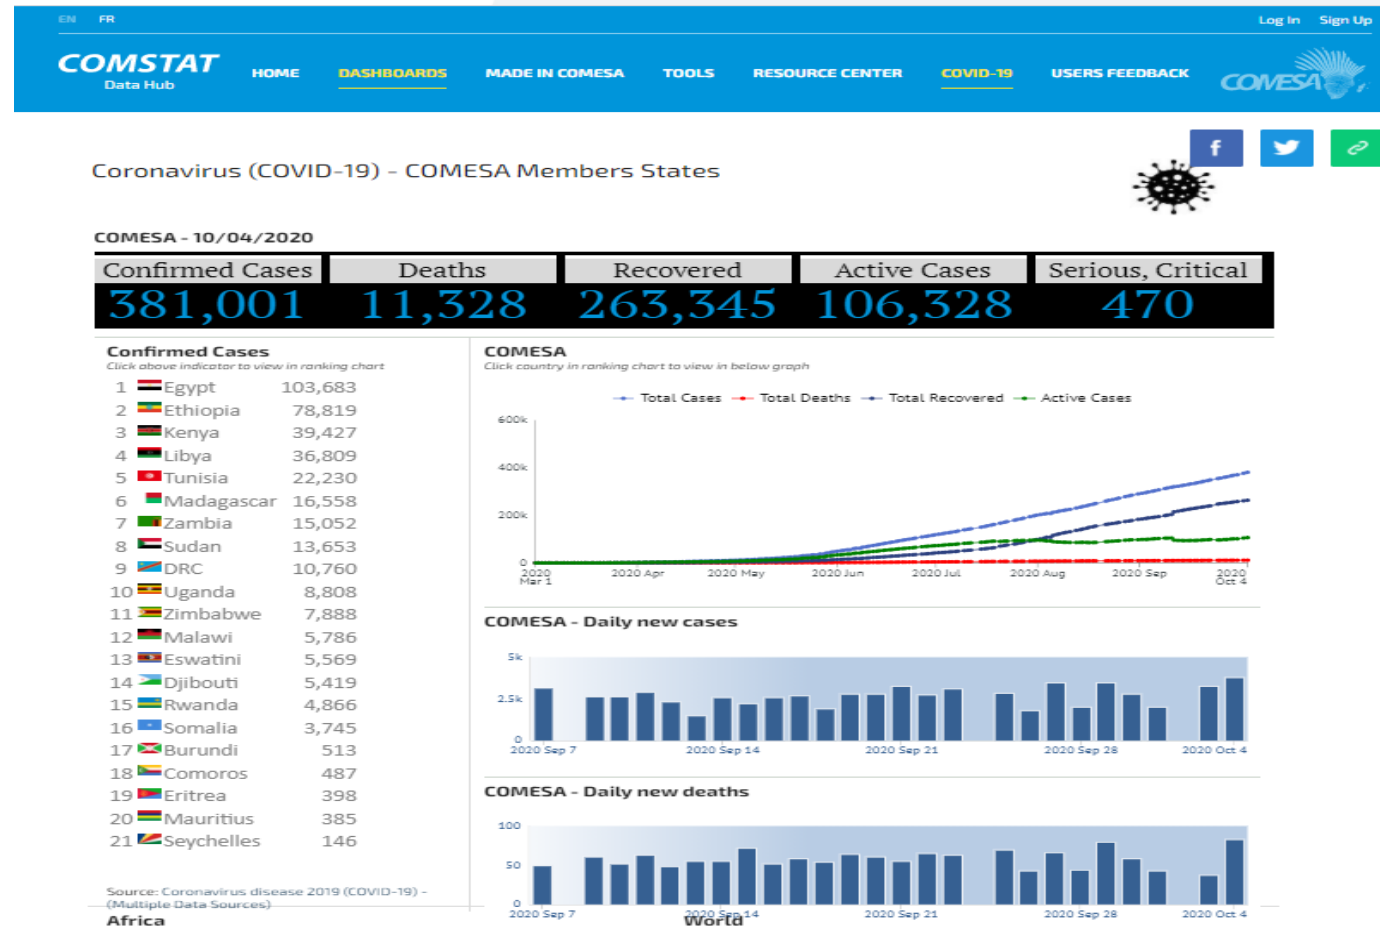 EN FR Log In Sign Up
COMSTAT
Data Hub
HOME DASHBOARDS MADE IN COMESA TOOLS RESOURCE CENTER COVID-19 USERS FEEDBACK
COMESA
Coronavirus (COVID-19) - COMESA Members States
COMESA - 10/04/2020
Confirmed Cases Deaths Recovered Active Cases Serious, Critical
381,001 11,328 263,345 106,328 470
Confirmed Cases
Click above indicator to view in ranking chart
1 Egypt 103,683
2 Ethiopia 78,819
3 Kenya 39,427
4 Libya 36,809
5 Tunisia 22,230
6 Madagascar 16,558
7 Zambia 15,052
8 Sudan 13,653
9 DRC 10,760
10 Uganda 8,808
11 Zimbabwe 7,888
12 Malawi 5,786
13 Eswatini 5,569
14 Djibouti 5,419
15 Rwanda 4,866
16 Somalia 3,745
17 Burundi 513
18 Comoros 487
19 Eritrea 398
20 Mauritius 385
21 Seychelles 146
Source: Coronavirus disease 2019 (COVID-19) -
(Multiple Data Sources)
COMESA
Click country in ranking chart to view in below graph
Total Cases Total Deaths Total Recovered Active Cases
600k
400k
200k
0
2020 Mar 1 2020 Apr 2020 May 2020 Jun 2020 Jul 2020 Aug 2020 Sep 2020 Oct 4
COMESA - Daily new cases
5k
2.5k
0
2020 Sep 7 2020 Sep 14 2020 Sep 21 2020 Sep 28 2020 Oct 4
COMESA - Daily new deaths
100
50
0
2020 Sep 7 2020 Sep 14 2020 Sep 21 2020 Sep 28 2020 Oct 4
Africa World